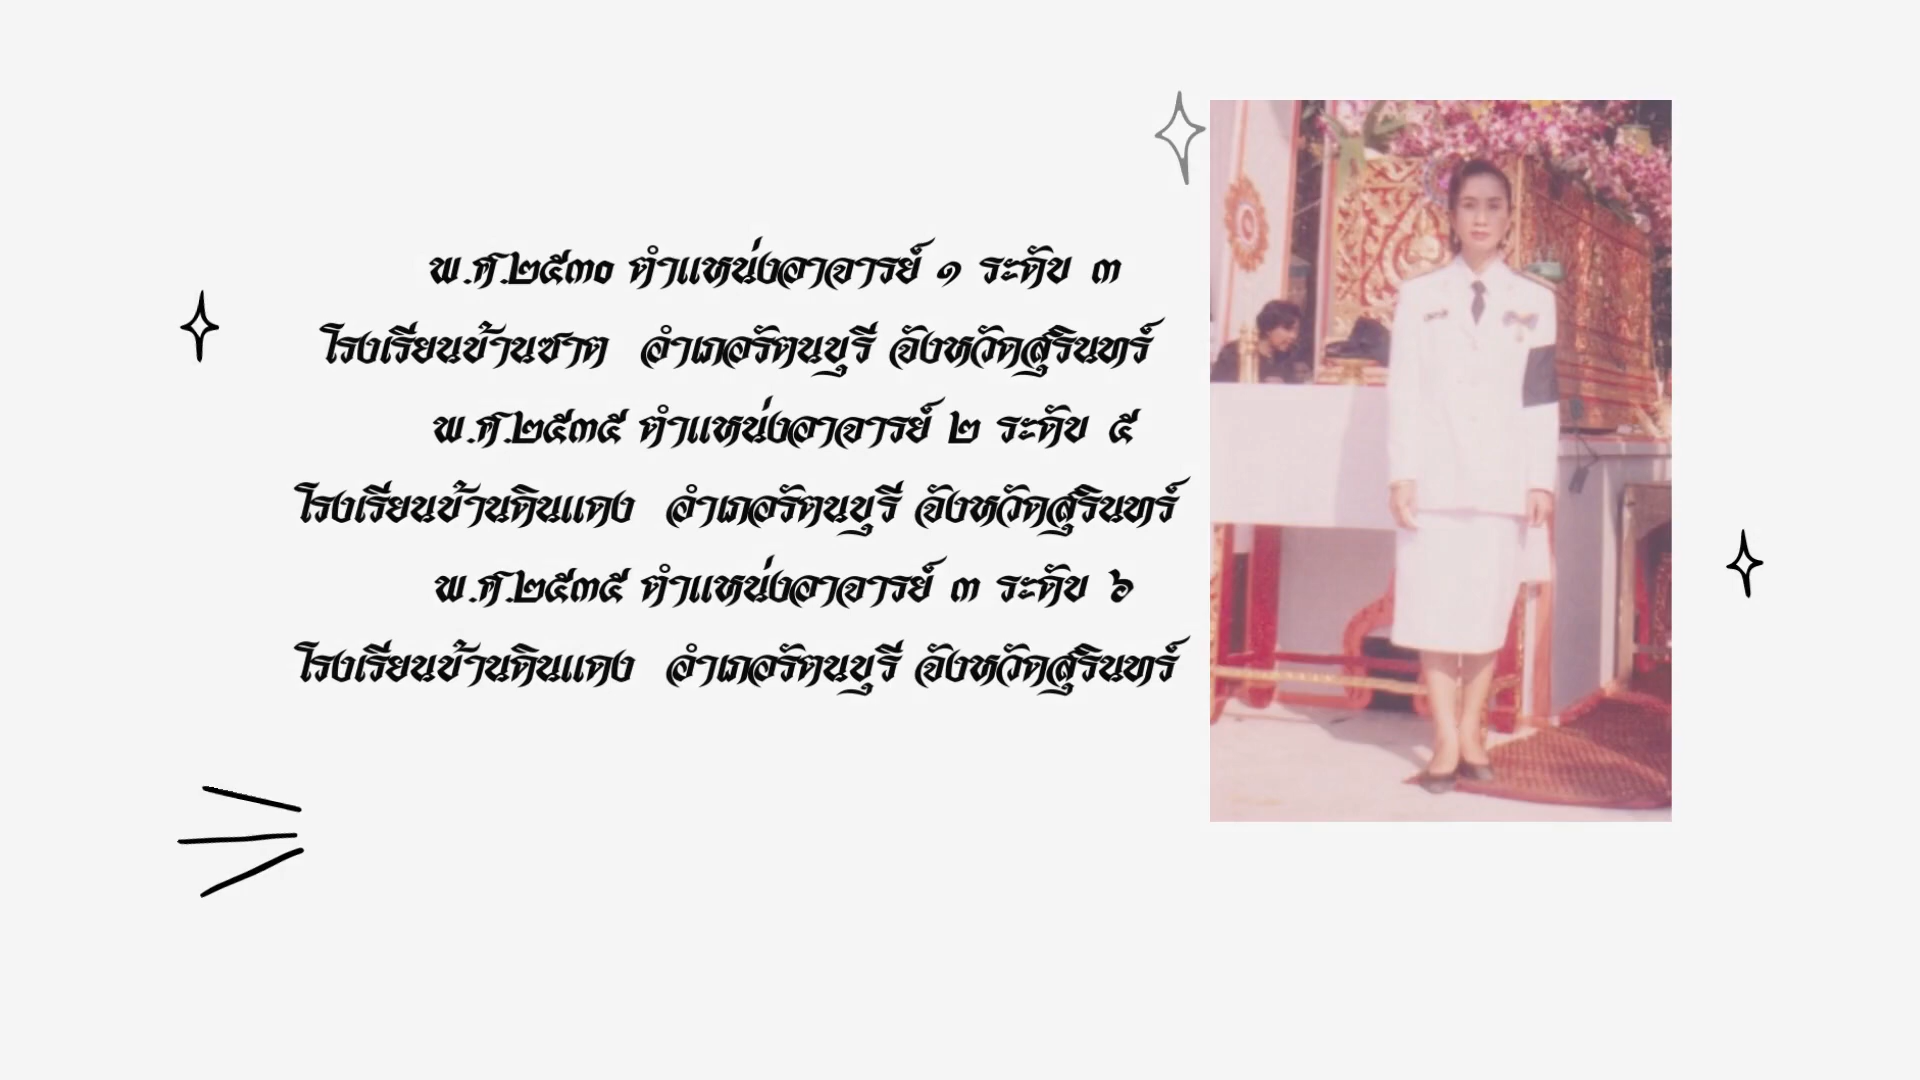 พ.ศ.๒๕๓๐ ตำแหน่งอาจารย์ ๑ ระดับ ๓
โรงเรียนบ้านซาด อำเภอรัตนบุรี จังหวัดสุรินทร์
พ.ศ.๒๕๓๕ ตำแหน่งอาจารย์ ๒ ระดับ ๕
โรงเรียนบ้านดินแดง อำเภอรัตนบุรี จังหวัดสุรินทร์
พ.ศ.๒๕๓๕ ตำแหน่งอาจารย์ ๓ ระดับ ๖
โรงเรียนบ้านดินแดง อำเภอรัตนบุรี จังหวัดสุรินทร์